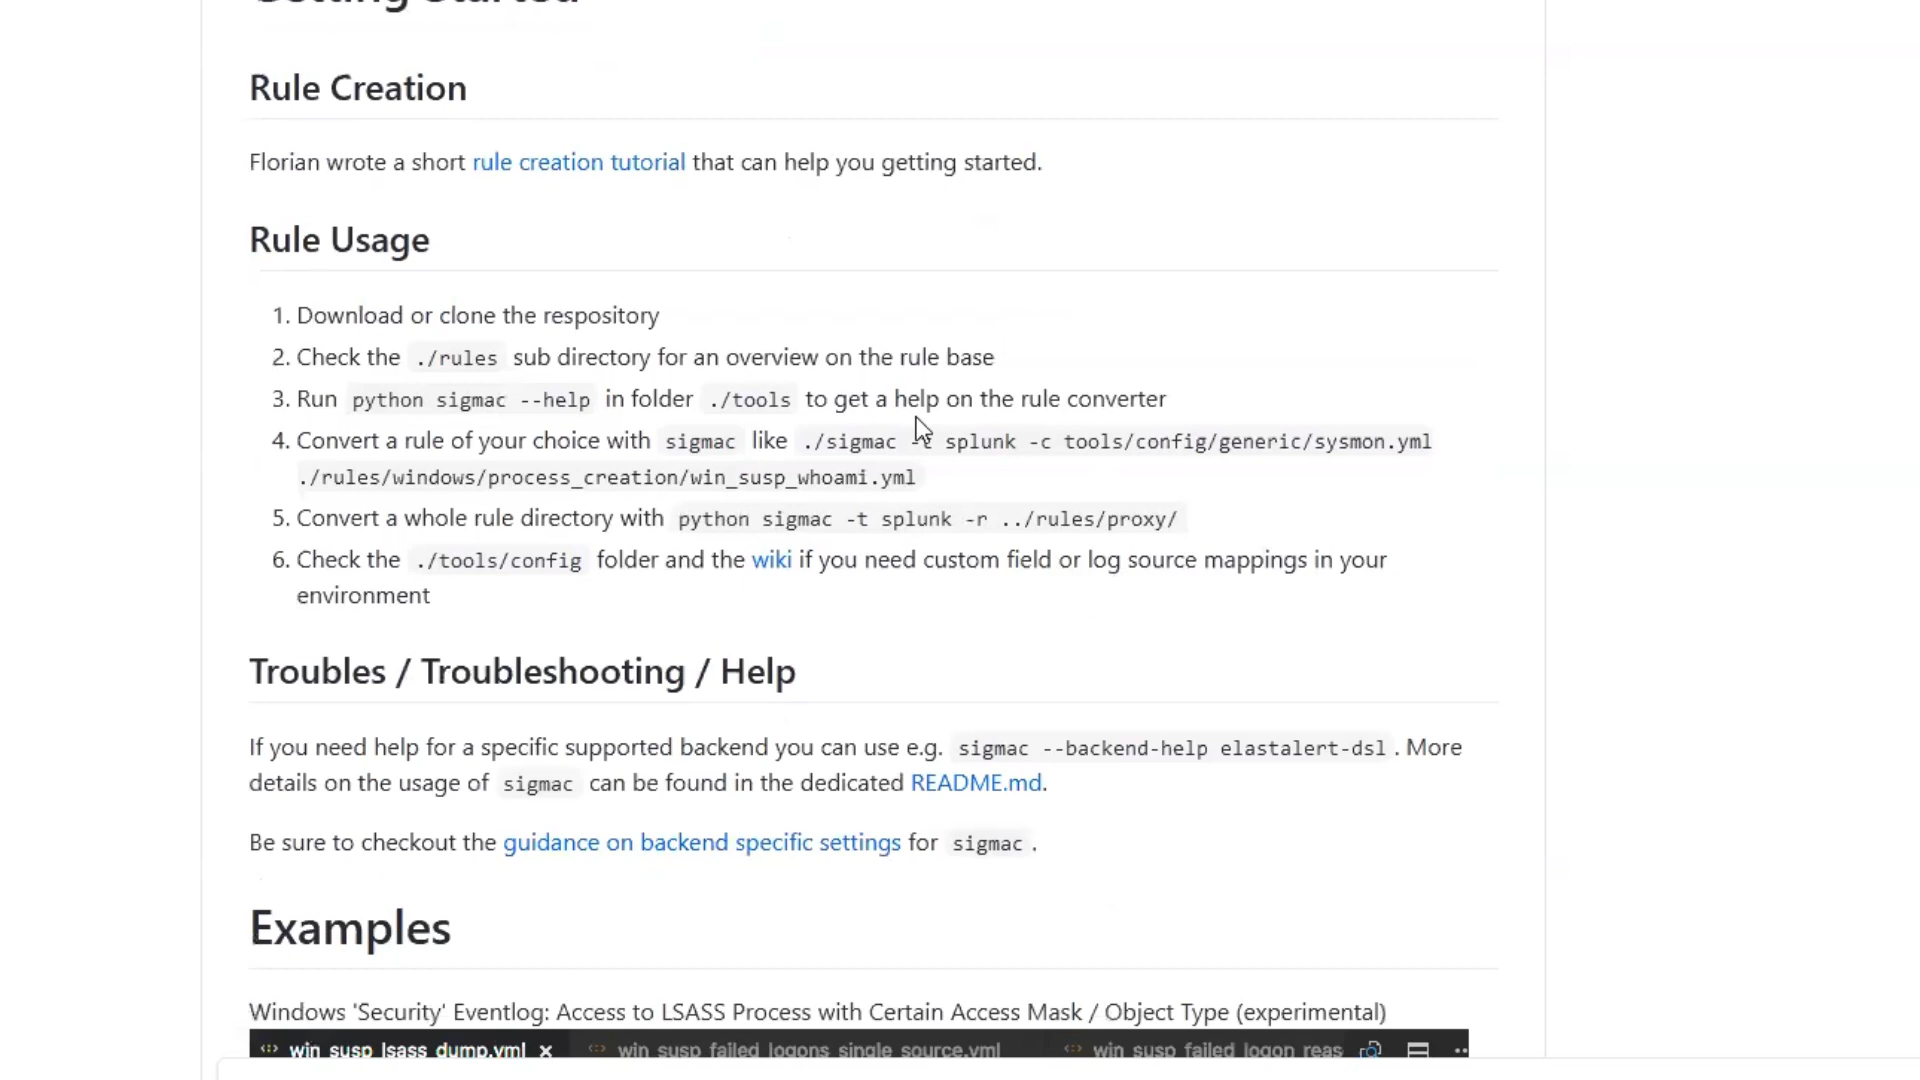 Getting Started
Rule Creation
Florian wrote a short rule creation tutorial that can help you getting started.
Rule Usage
1. Download or clone the respository
2. Check the ./rules sub directory for an overview on the rule base
3. Run python sigmac --help in folder ./tools to get a help on the rule converter
4. Convert a rule of your choice with sigmac like ./sigmac -t splunk -c tools/config/generic/sysmon.yml
./rules/windows/process_creation/win_susp_whoami.yml
5. Convert a whole rule directory with python sigmac -t splunk -r ../rules/proxy/
6. Check the ./tools/config folder and the wiki if you need custom field or log source mappings in your
environment
Troubles / Troubleshooting / Help
If you need help for a specific supported backend you can use e.g. sigmac --backend-help elastalert-dsl . More
details on the usage of sigmac can be found in the dedicated README.md.
Be sure to checkout the guidance on backend specific settings for sigmac .
Examples
Windows 'Security' Eventlog: Access to LSASS Process with Certain Access Mask / Object Type (experimental)
win_susp_lsass_dump.yml win_susp_failed_logons_single_source.yml win_susp_failed_logon_reas